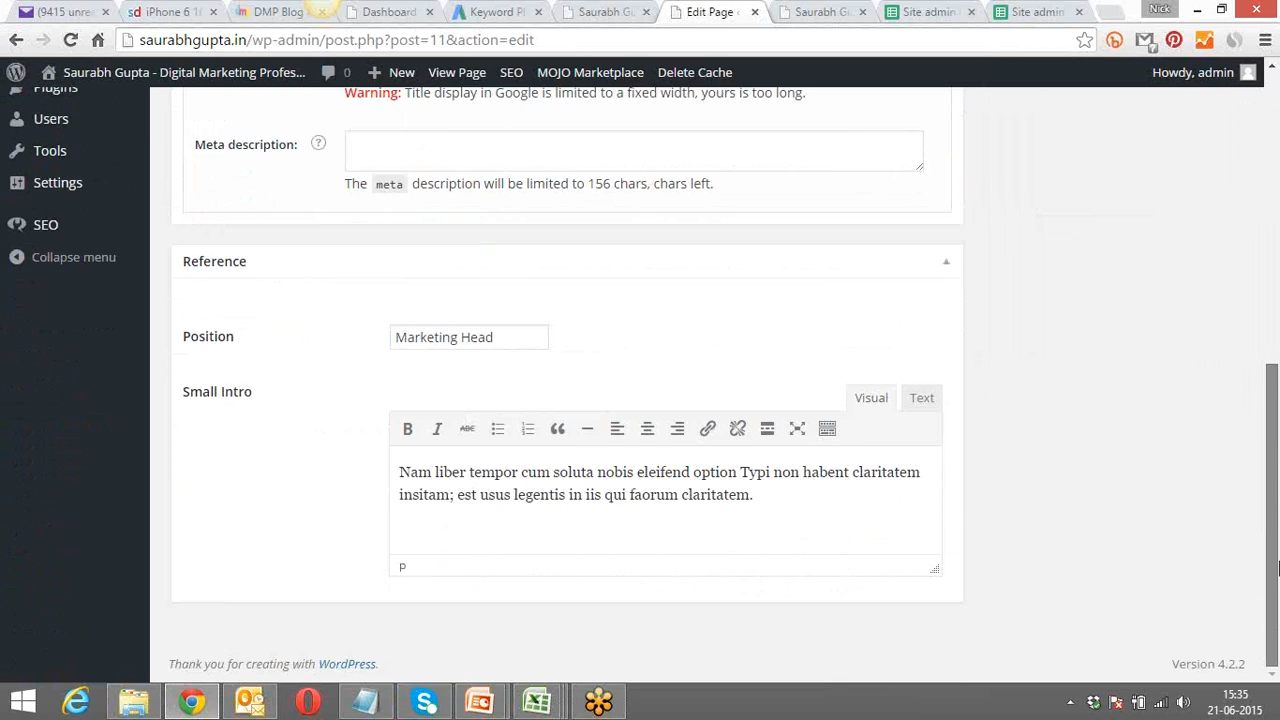 (9415 unrea
iPhone 6 16
DMP Blog
Dashboard
Keyword Pl
Saurabh Gu
Edit Page
Saurabh Gu
Site admin
Site admin
Nick
saurabhgupta.in/wp-admin/post.php?post=11&action=edit
Saurabh Gupta - Digital Marketing Profes... 0 New View Page SEO MOJO Marketplace Delete Cache Howdy, admin
Plugins
Users
Tools
Settings
SEO
Collapse menu
Warning: Title display in Google is limited to a fixed width, yours is too long.
Meta description: ?
The meta description will be limited to 156 chars, chars left.
Reference
Position
Marketing Head
Small Intro
Visual Text
B I ABC
Nam liber tempor cum soluta nobis eleifend option Typi non habent claritatem
insitam; est usus legentis in iis qui faorum claritatem.
p
Thank you for creating with WordPress.
Version 4.2.2
15:35
21-06-2015